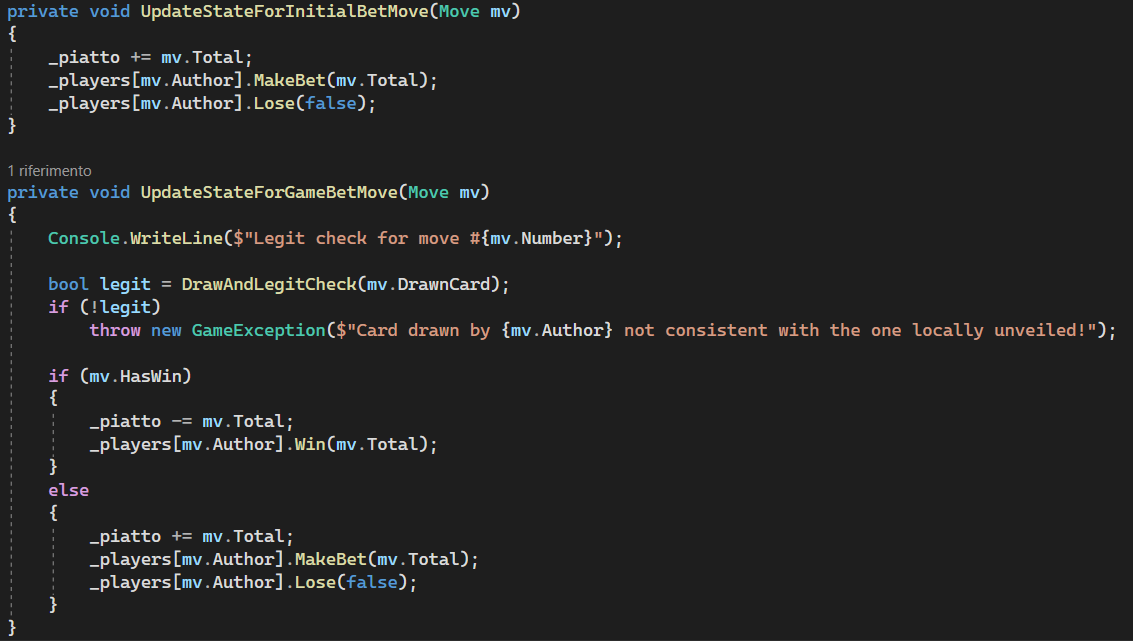 private void UpdateStateForInitialBetMove(Move mv)
{
    _piatto += mv.Total;
    _players[mv.Author].MakeBet(mv.Total);
    _players[mv.Author].Lose(false);
}

1 riferimento
private void UpdateStateForGameBetMove(Move mv)
{
    Console.WriteLine($"Legit check for move #{mv.Number}");

    bool legit = DrawAndLegitCheck(mv.DrawnCard);
    if (!legit)
        throw new GameException($"Card drawn by {mv.Author} not consistent with the one locally unveiled!");

    if (mv.HasWin)
    {
        _piatto -= mv.Total;
        _players[mv.Author].Win(mv.Total);
    }
    else
    {
        _piatto += mv.Total;
        _players[mv.Author].MakeBet(mv.Total);
        _players[mv.Author].Lose(false);
    }
}